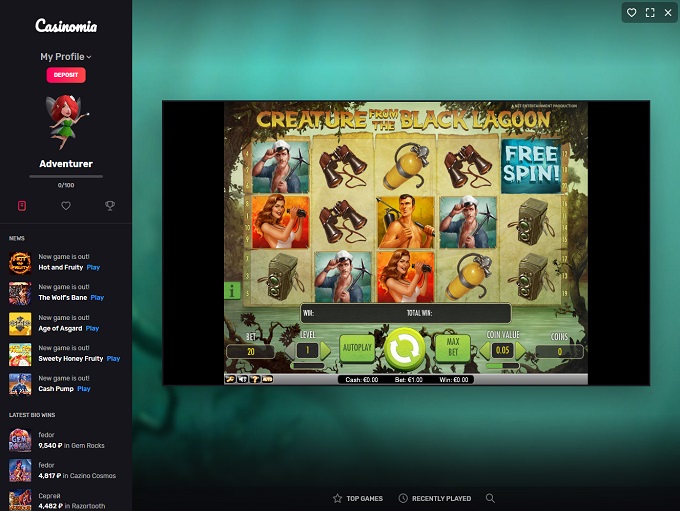 Casinomia
My Profile
DEPOSIT
Adventurer
0/100
NEWS
New game is out!
Hot and Fruity Play
New game is out!
The Wolf's Bane Play
New game is out!
Age of Asgard Play
New game is out!
Sweety Honey Fruity Play
New game is out!
Cash Pump Play
LATEST BIG WINS
fedor
9,540 ₽ in Gem Rocks
fedor
4,817 ₽ in Cazino Cosmos
Сергей
4,482 ₽ in Razortooth
A NET ENTERTAINMENT PRODUCTION
CREATURE FROM THE BLACK LAGOON
FREE
SPIN!
WIN: TOTAL WIN:
BET LEVEL COIN VALUE COINS
20 1 AUTOPLAY MAX BET 0.05 0
Cash: €0.00 Bet: €1.00 Win: €0.00
TOP GAMES RECENTLY PLAYED